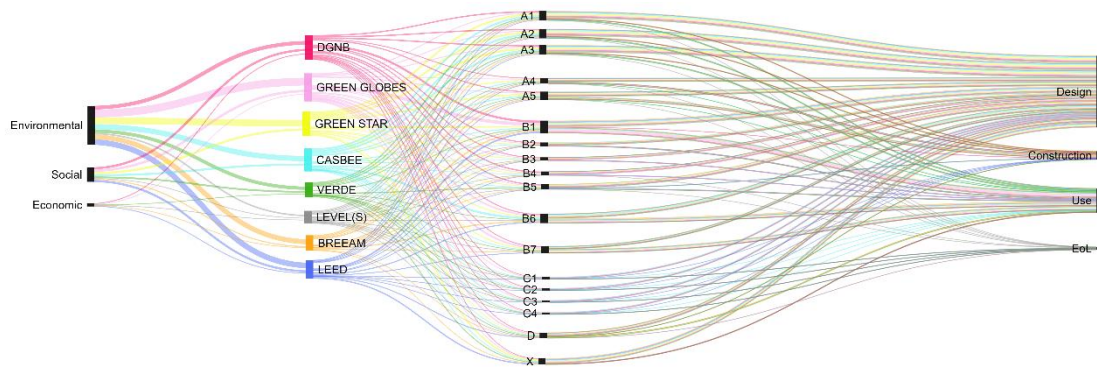 Environmental
Social
Economic
DGNB
GREEN GLOBES
GREEN STAR
CASBEE
VERDE
LEVEL(S)
BREEAM
LEED
A1
A2
A3
A4
A5
B1
B2
B3
B4
B5
B6
B7
C1
C2
C3
C4
D
X
Design
Construction
Use
EoL